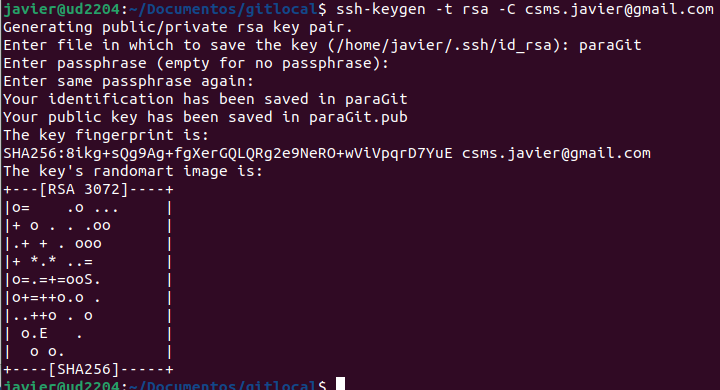 javier@ud2204:~/Documentos/gitlocal$ ssh-keygen -t rsa -C csms.javier@gmail.com
Generating public/private rsa key pair.
Enter file in which to save the key (/home/javier/.ssh/id_rsa): paraGit
Enter passphrase (empty for no passphrase):
Enter same passphrase again:
Your identification has been saved in paraGit
Your public key has been saved in paraGit.pub
The key fingerprint is:
SHA256:8ikg+sQg9Ag+fgXerGQLQRg2e9NeRO+wViVpqrD7YuE csms.javier@gmail.com
The key's randomart image is:
+---[RSA 3072]----+
|o=    .o ...     |
|+ o . . .oo      |
|.+ + . ooo       |
|+ *.* ..=        |
|o=.=+=ooS.       |
|o+=++o.o .       |
|..++o . o        |
| o.E   .         |
|  o o.           |
+----[SHA256]-----+
javier@ud2204:~/Documentos/gitlocal$